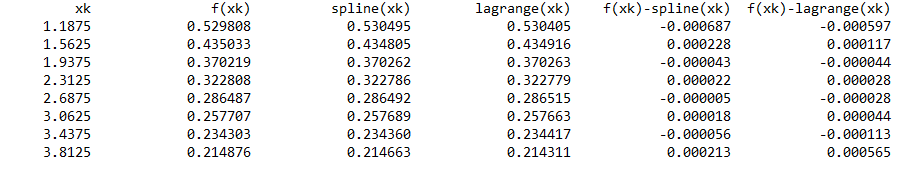 xk f(xk) spline(xk) lagrange(xk) f(xk)-spline(xk) f(xk)-lagrange(xk)
1.1875 0.529808 0.530495 0.530405 -0.000687 -0.000597
1.5625 0.435033 0.434805 0.434916 0.000228 0.000117
1.9375 0.370219 0.370262 0.370263 -0.000043 -0.000044
2.3125 0.322808 0.322786 0.322779 0.000022 0.000028
2.6875 0.286487 0.286492 0.286515 -0.000005 -0.000028
3.0625 0.257707 0.257689 0.257663 0.000018 0.000044
3.4375 0.234303 0.234360 0.234417 -0.000056 -0.000113
3.8125 0.214876 0.214663 0.214311 0.000213 0.000565